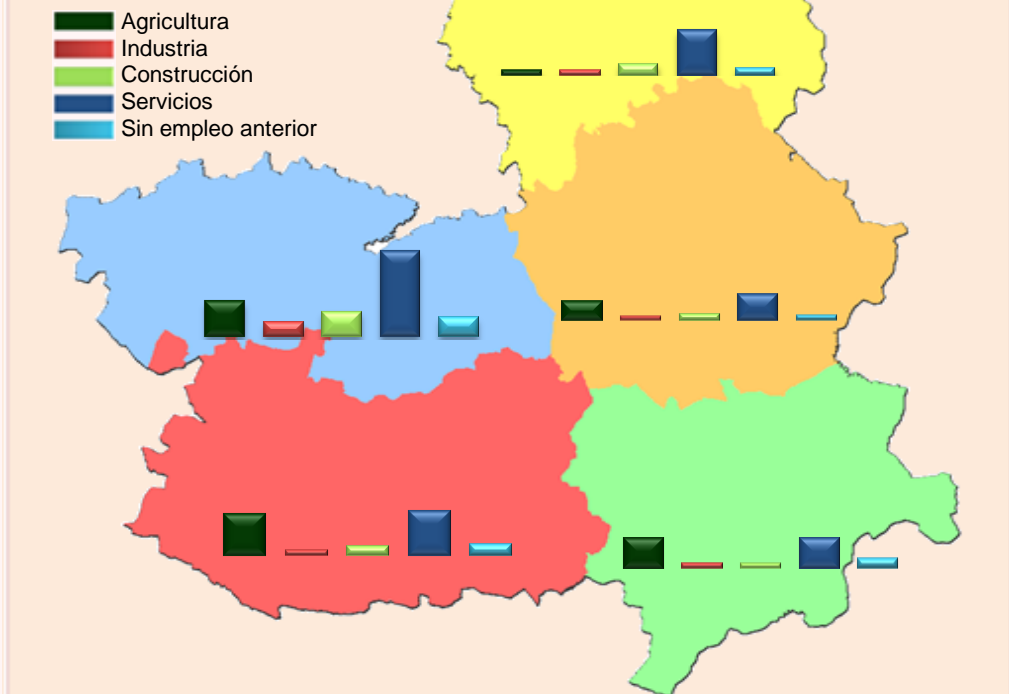 Agricultura
Industria
Construcción
Servicios
Sin empleo anterior